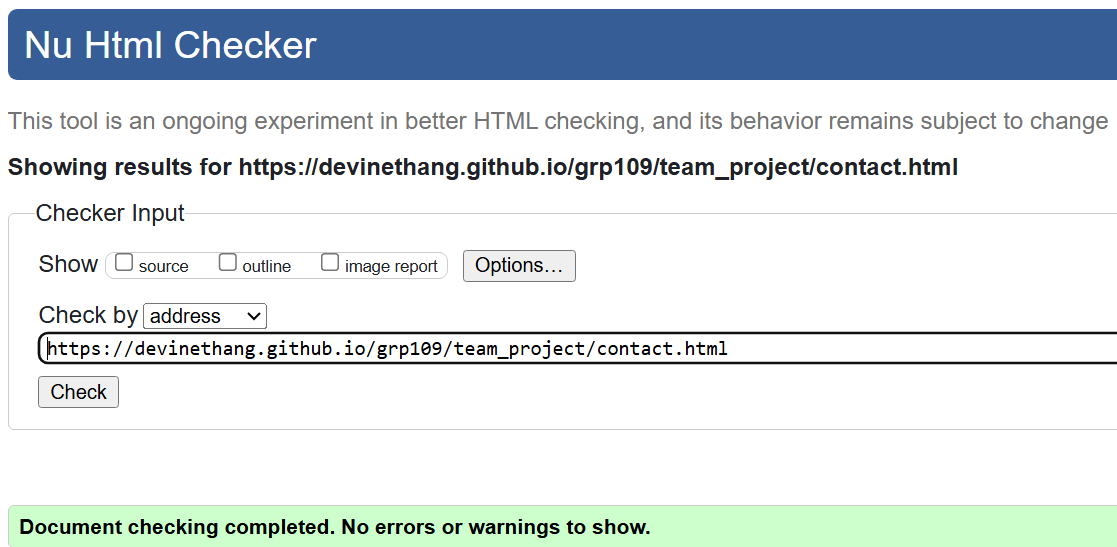 Nu Html Checker
This tool is an ongoing experiment in better HTML checking, and its behavior remains subject to change
Showing results for https://devinethang.github.io/grp109/team_project/contact.html
Checker Input
Show source outline image report Options…
Check by address
https://devinethang.github.io/grp109/team_project/contact.html
Check
Document checking completed. No errors or warnings to show.